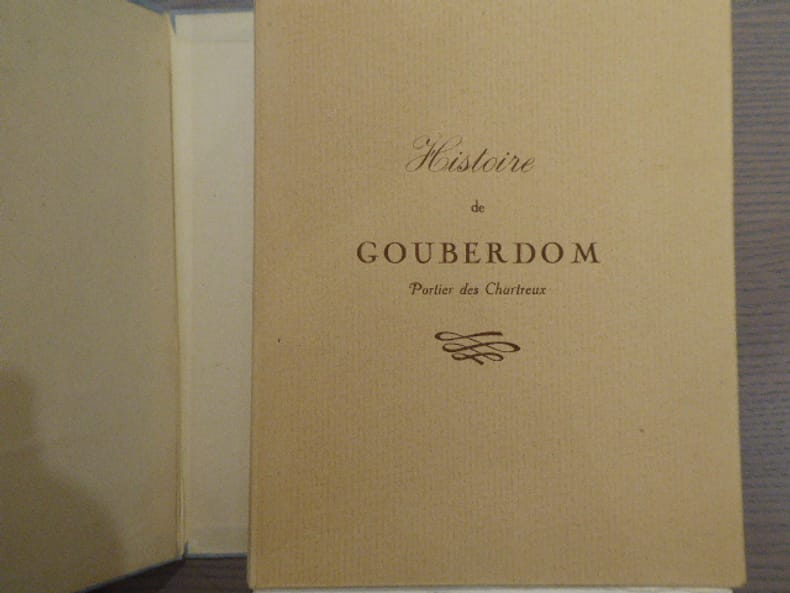 Histoire
de
GOUBERDOM
Portier des Chartreux